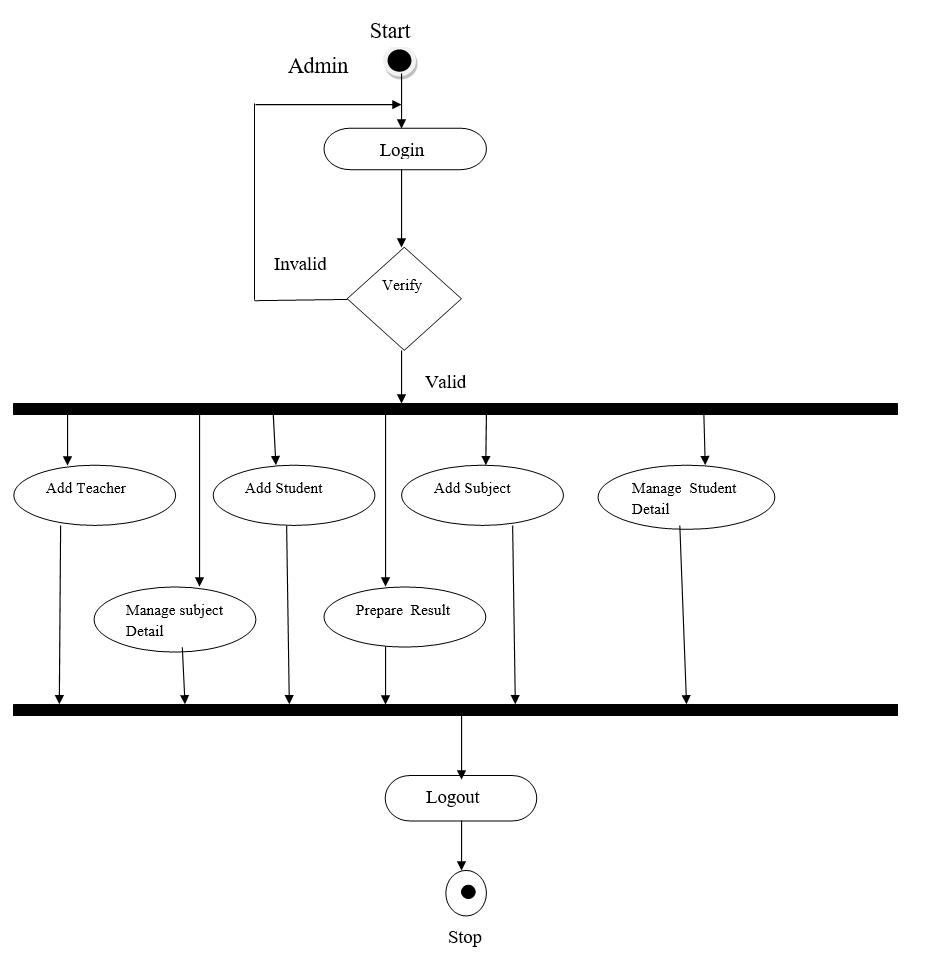 Start
Admin
Login
Invalid
Verify
Valid
Add Teacher
Add Student
Add Subject
Manage Student
Detail
Manage subject
Detail
Prepare Result
Logout
Stop